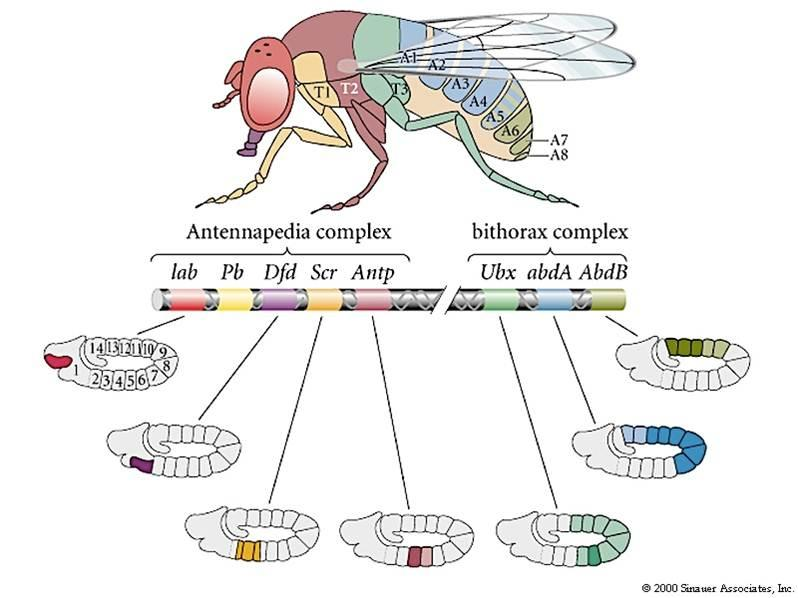 T1 T2 T3 A1 A2 A3 A4 A5 A6
A7
A8
Antennapedia complex bithorax complex
lab Pb Dfd Scr Antp Ubx abdA AbdB
14 13 12 11 10 9
1 8
2 3 4 5 6 7
© 2000 Sinauer Associates, Inc.